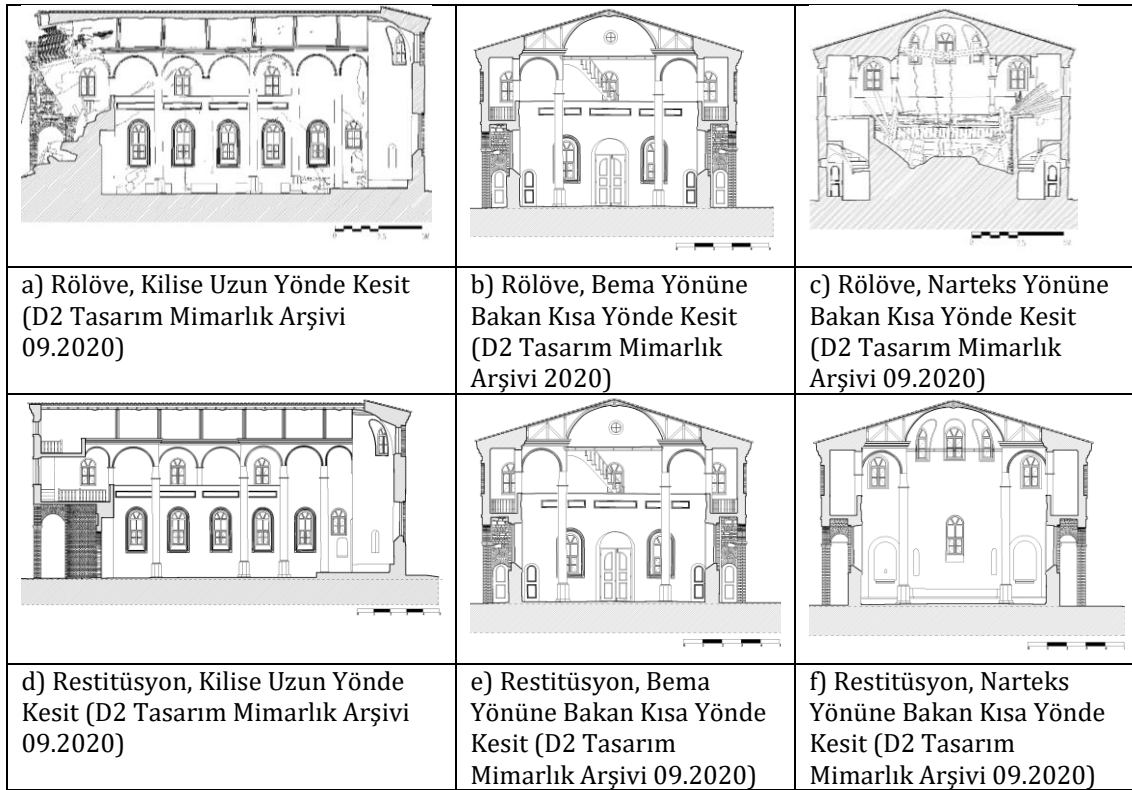 a) Rölöve, Kilise Uzun Yönde Kesit
(D2 Tasarım Mimarlık Arşivi
09.2020)
b) Rölöve, Bema Yönüne
Bakan Kısa Yönde Kesit
(D2 Tasarım Mimarlık
Arşivi 2020)
c) Rölöve, Narteks Yönüne
Bakan Kısa Yönde Kesit
(D2 Tasarım Mimarlık
Arşivi 09.2020)
d) Restitüsyon, Kilise Uzun Yönde
Kesit (D2 Tasarım Mimarlık Arşivi
09.2020)
e) Restitüsyon, Bema
Yönüne Bakan Kısa Yönde
Kesit (D2 Tasarım
Mimarlık Arşivi 09.2020)
f) Restitüsyon, Narteks
Yönüne Bakan Kısa Yönde
Kesit (D2 Tasarım
Mimarlık Arşivi 09.2020)